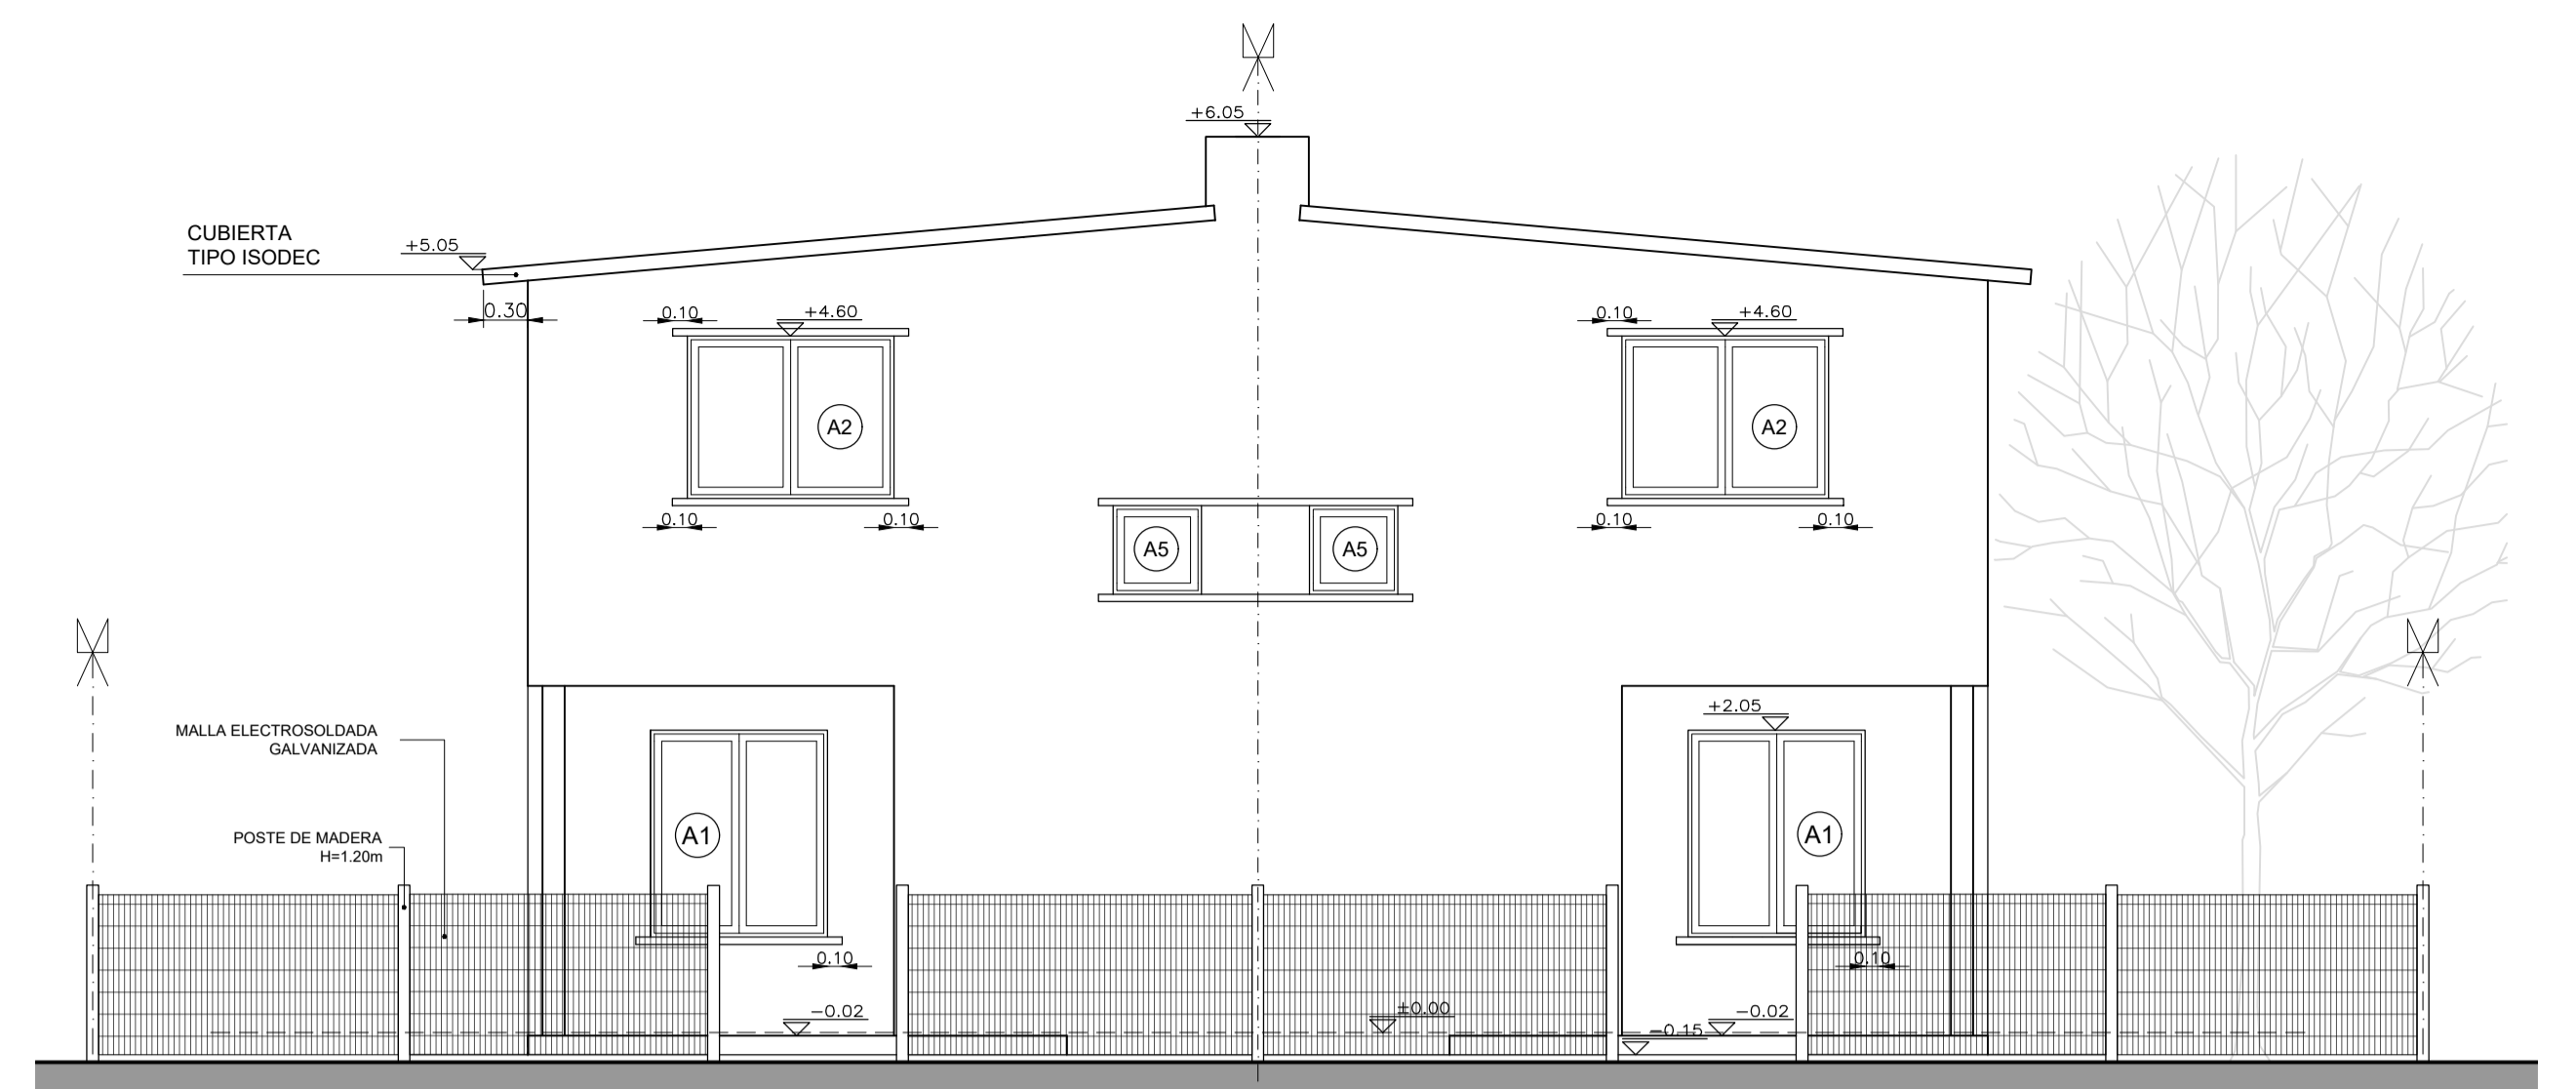 +6.05
CUBIERTA
TIPO ISODEC
+5.05
0.30
0.10
+4.60
0.10
+4.60
A2
A2
0.10
0.10
0.10
0.10
A5
A5
+2.05
MALLA ELECTROSOLDADA
GALVANIZADA
A1
A1
POSTE DE MADERA
H=1.20m
0.10
0.10
−0.02
±0.00
−0.02
−0.15